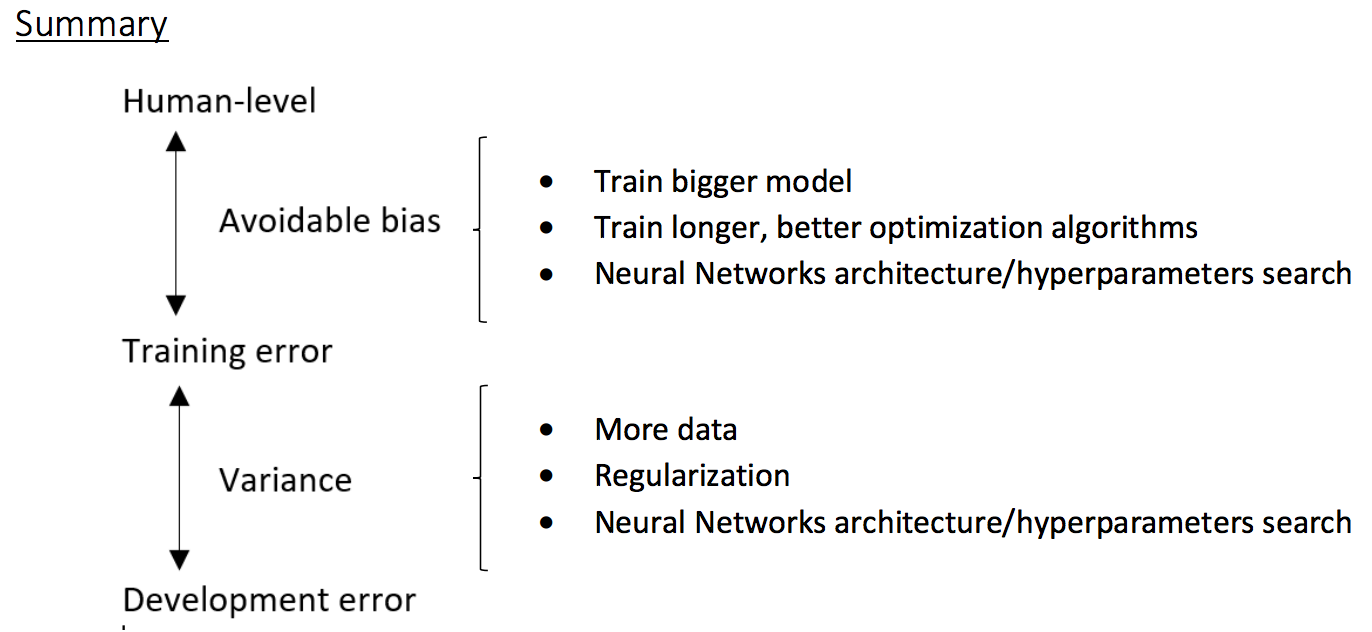 Summary
Human-level
Avoidable bias
• Train bigger model
• Train longer, better optimization algorithms
• Neural Networks architecture/hyperparameters search
Training error
Variance
• More data
• Regularization
• Neural Networks architecture/hyperparameters search
Development error